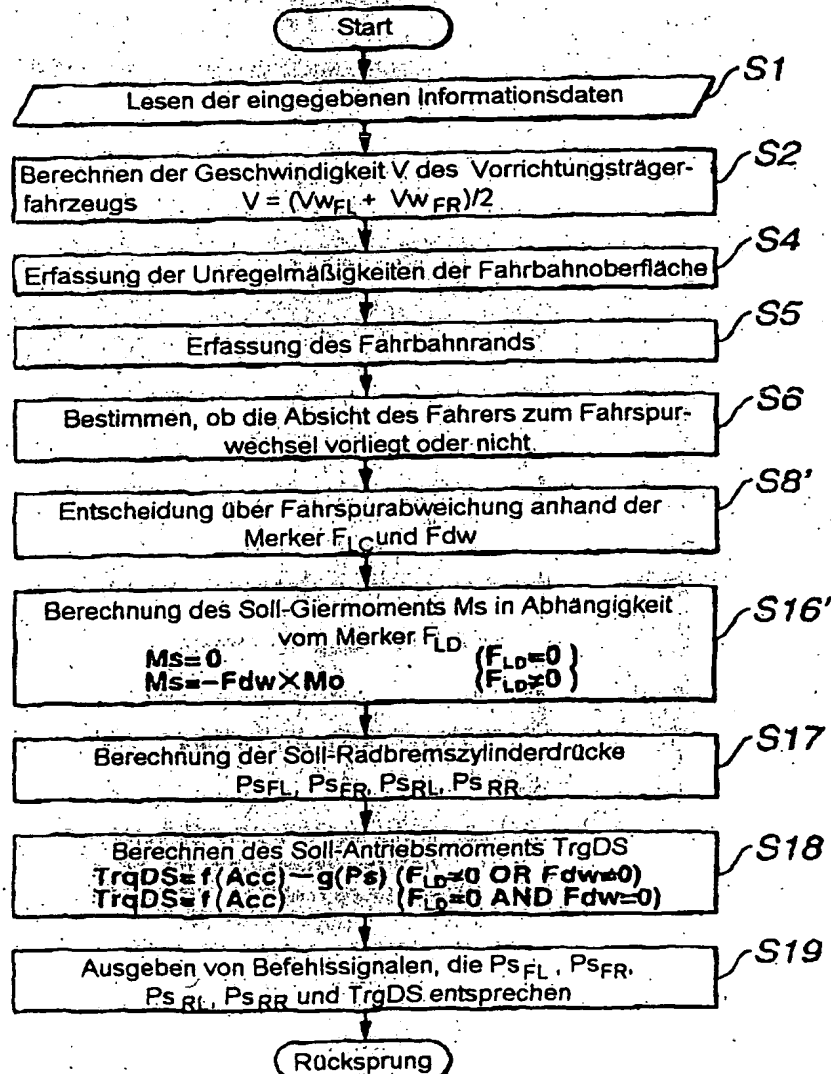 Start
S1
Lesen der eingegebenen Informationsdaten
S2
Berechnen der Geschwindigkeit V des Vorrichtungsträger-
fahrzeugs V = (VwFL + VwFR)/2
S4
Erfassung der Unregelmäßigkeiten der Fahrbahnoberfläche
S5
Erfassung des Fahrbahnrands
S6
Bestimmen, ob die Absicht des Fahrers zum Fahrspur-
wechsel vorliegt oder nicht
S8'
Entscheidung über Fahrspurabweichung anhand der
Merker FLC und Fdw
S16'
Berechnung des Soll-Giermoments Ms in Abhängigkeit
vom Merker FLD
Ms=0 (FLD=0)
Ms=-Fdw×Mo (FLD≠0)
S17
Berechnung der Soll-Radbremszylinderdrücke
PsFL, PsFR, PsRL, PsRR
S18
Berechnen des Soll-Antriebsmoments TrgDS
TrqDS=f(Acc)-g(Ps) (FLD≠0 OR Fdw≠0)
TrqDS=f(Acc) (FLD=0 AND Fdw=0)
S19
Ausgeben von Befehlssignalen, die PsFL, PsFR,
PsRL, PsRR und TrgDS entsprechen
Rücksprung